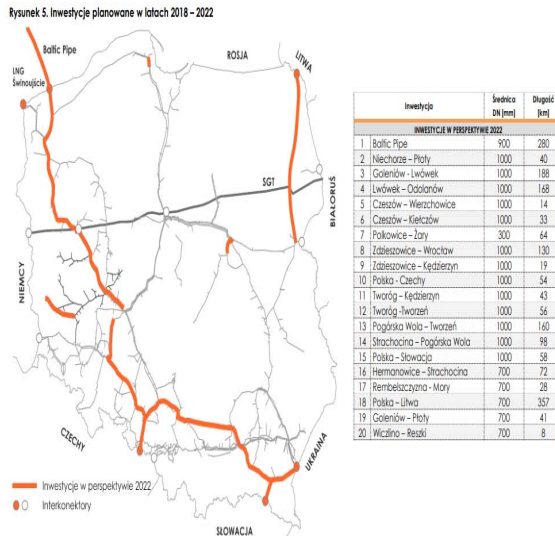 Rysunek 5. Inwestycje planowane w latach 2018 – 2022
Baltic Pipe
LNG
Świnoujście
ROSJA
LITWA
SGT
BIAŁORUŚ
NIEMCY
CZECHY
UKRAINA
SŁOWACJA
Inwestycje w perspektywie 2022
Interkonektory
Inwestycja Średnica DN [mm] Długość [km]
INWESTYCJE W PERSPEKTYWIE 2022
1 Baltic Pipe 900 280
2 Niechorze – Płoty 1000 40
3 Goleniów - Lwówek 1000 188
4 Lwówek – Odolanów 1000 168
5 Czeszów – Wierzchowice 1000 14
6 Czeszów – Kiełczów 1000 33
7 Polkowice – Żary 300 64
8 Zdzieszowice – Wrocław 1000 130
9 Zdzieszowice – Kędzierzyn 1000 19
10 Polska - Czechy 1000 54
11 Tworóg – Kędzierzyn 1000 43
12 Tworóg -Tworzeń 1000 56
13 Pogórska Wola – Tworzeń 1000 160
14 Strachocina – Pogórska Wola 1000 98
15 Polska – Słowacja 1000 58
16 Hermanowice – Strachocina 700 72
17 Rembelszczyzna - Mory 700 28
18 Polska – Litwa 700 357
19 Goleniów – Płoty 700 41
20 Wiczlino – Reszki 700 8